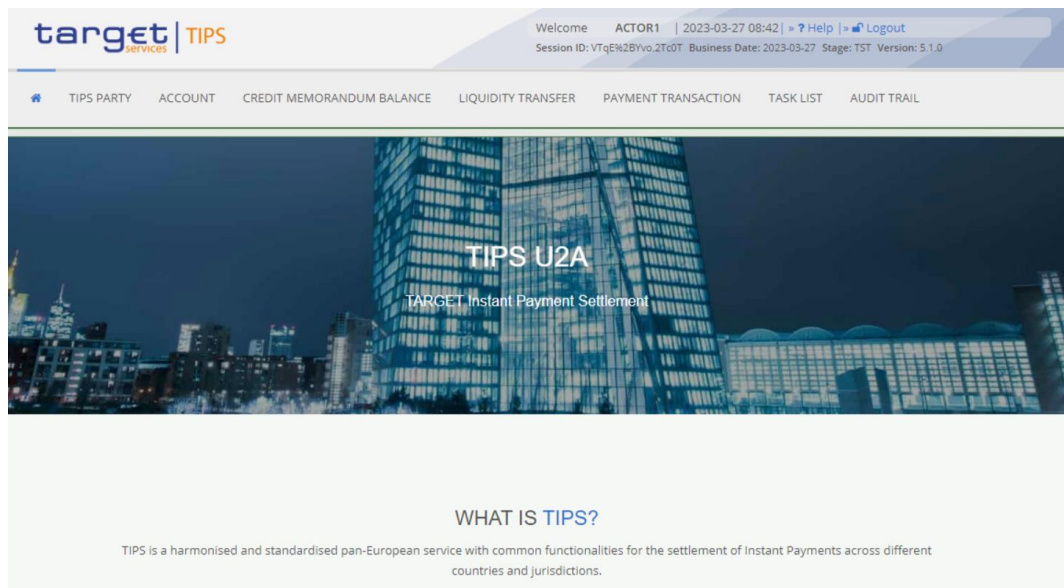 target | TIPS
services
Welcome ACTOR1 | 2023-03-27 08:42| » ? Help |» Logout
Session ID: VTqE%2BYvo,2Tc0T Business Date: 2023-03-27 Stage: TST Version: 5.1.0
TIPS PARTY ACCOUNT CREDIT MEMORANDUM BALANCE LIQUIDITY TRANSFER PAYMENT TRANSACTION TASK LIST AUDIT TRAIL
TIPS U2A
TARGET Instant Payment Settlement
WHAT IS TIPS?
TIPS is a harmonised and standardised pan-European service with common functionalities for the settlement of Instant Payments across different
countries and jurisdictions.